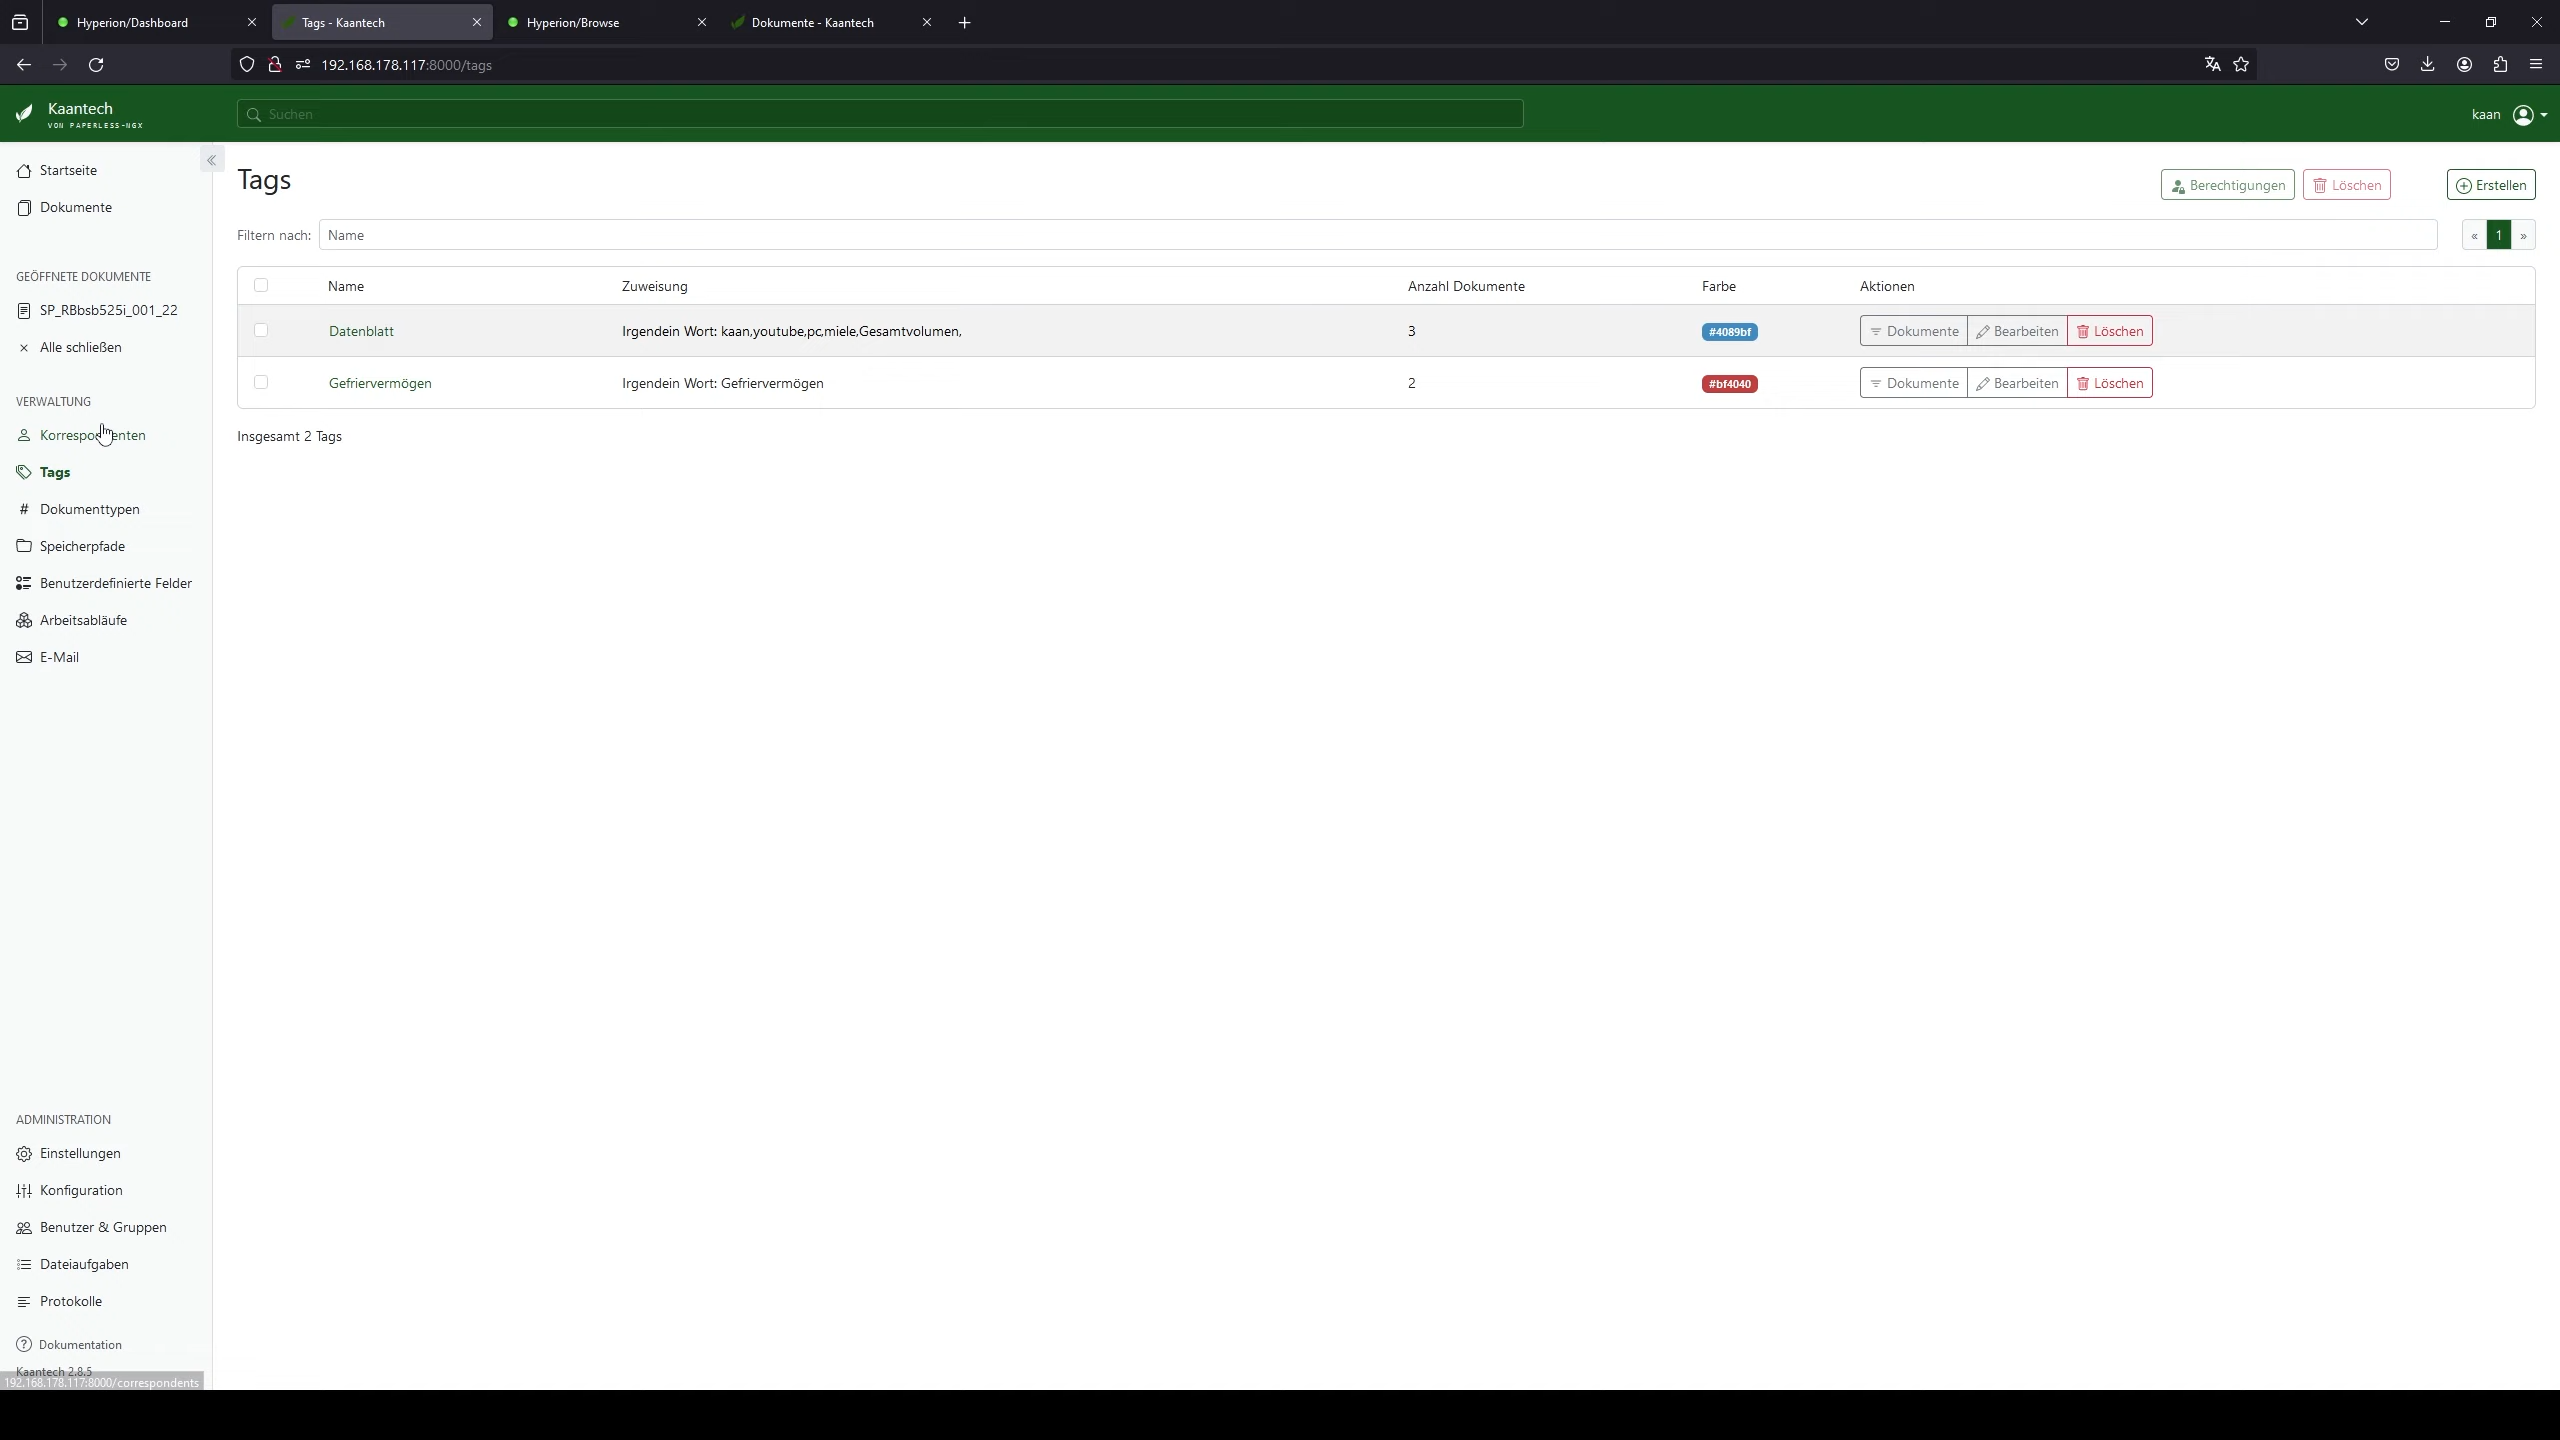 Hyperion/Dashboard
Tags - Kaantech
Hyperion/Browse
Dokumente - Kaantech
192.168.178.117:8000/tags
Kaantech
VON PAPERLESS-NGX
Suchen
kaan
Startseite
Dokumente
GEÖFFNETE DOKUMENTE
SP_RBbsb525i_001_22
Alle schließen
VERWALTUNG
Korrespondenten
Tags
Dokumenttypen
Speicherpfade
Benutzerdefinierte Felder
Arbeitsabläufe
E-Mail
ADMINISTRATION
Einstellungen
Konfiguration
Benutzer & Gruppen
Dateiaufgaben
Protokolle
Dokumentation
Kaantech 2.8.5
192.168.178.117:8000/correspondents
Tags
Berechtigungen Löschen Erstellen
Filtern nach: Name « 1 »
Name Zuweisung Anzahl Dokumente Farbe Aktionen
Datenblatt Irgendein Wort: kaan,youtube,pc,miele,Gesamtvolumen, 3 #4089bf Dokumente Bearbeiten Löschen
Gefriervermögen Irgendein Wort: Gefriervermögen 2 #bf4040 Dokumente Bearbeiten Löschen
Insgesamt 2 Tags